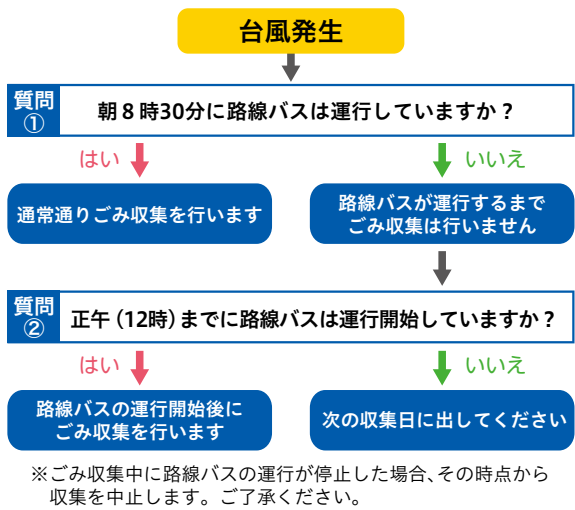 台風発生
質問
①
朝8時30分に路線バスは運行していますか？
はい
いいえ
通常通りごみ収集を行います
路線バスが運行するまで
ごみ収集は行いません
質問
②
正午（12時）までに路線バスは運行開始していますか？
はい
いいえ
路線バスの運行開始後に
ごみ収集を行います
次の収集日に出してください
※ごみ収集中に路線バスの運行が停止した場合、その時点から
収集を中止します。ご了承ください。